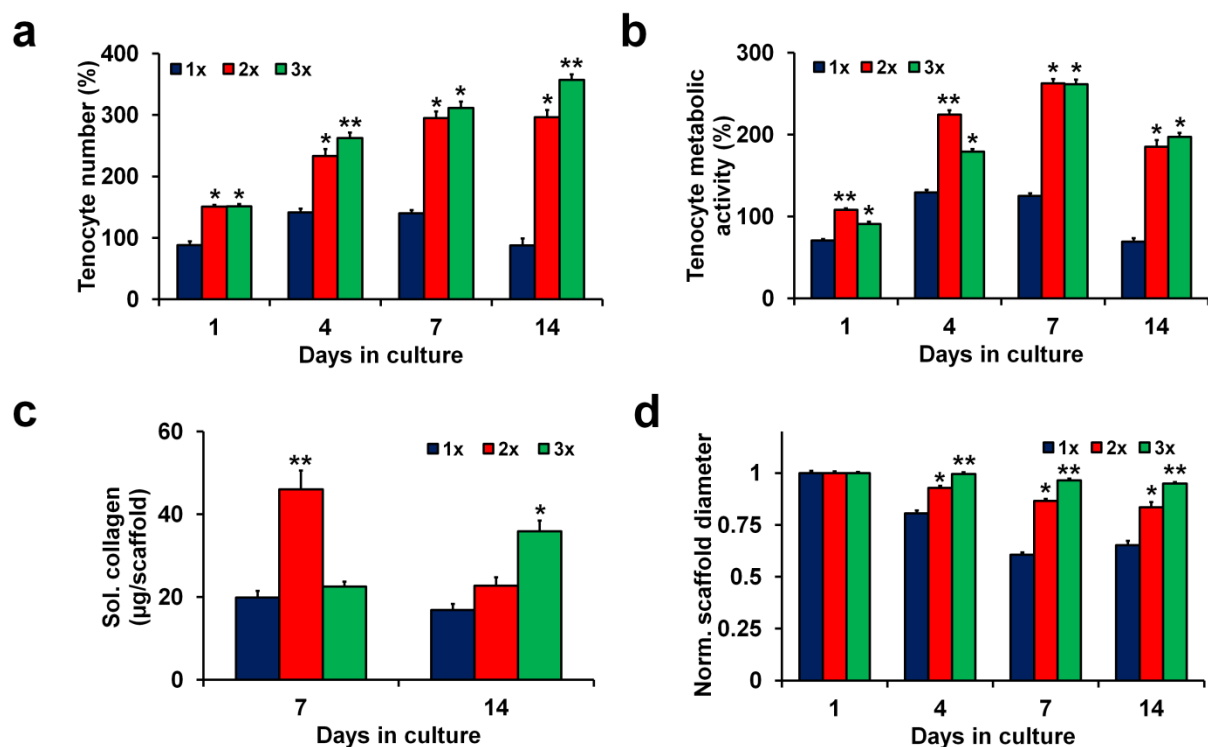 a
1x 2x 3x
Tenocyte number (%)
400
300
200
100
0
* *
* **
* *
* **
1 4 7 14
Days in culture
b
1x 2x 3x
Tenocyte metabolic
activity (%)
300
200
100
0
** *
** *
* *
* *
1 4 7 14
Days in culture
c
1x 2x 3x
Sol. collagen
(µg/scaffold)
60
40
20
0
**
*
7 14
Days in culture
d
1x 2x 3x
Norm. scaffold diameter
1
0.75
0.5
0.25
0
* **
* **
* **
1 4 7 14
Days in culture